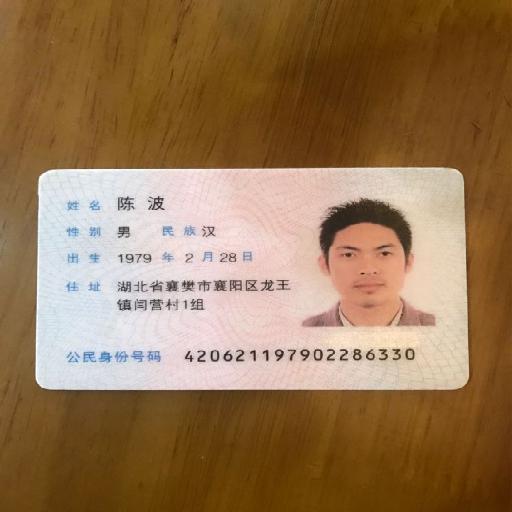 姓名 陈波
性别 男 民族 汉
出生 1979 年 2 月 28 日
住址 湖北省襄樊市襄阳区龙王
镇闫营村1组
公民身份号码 420621197902286330